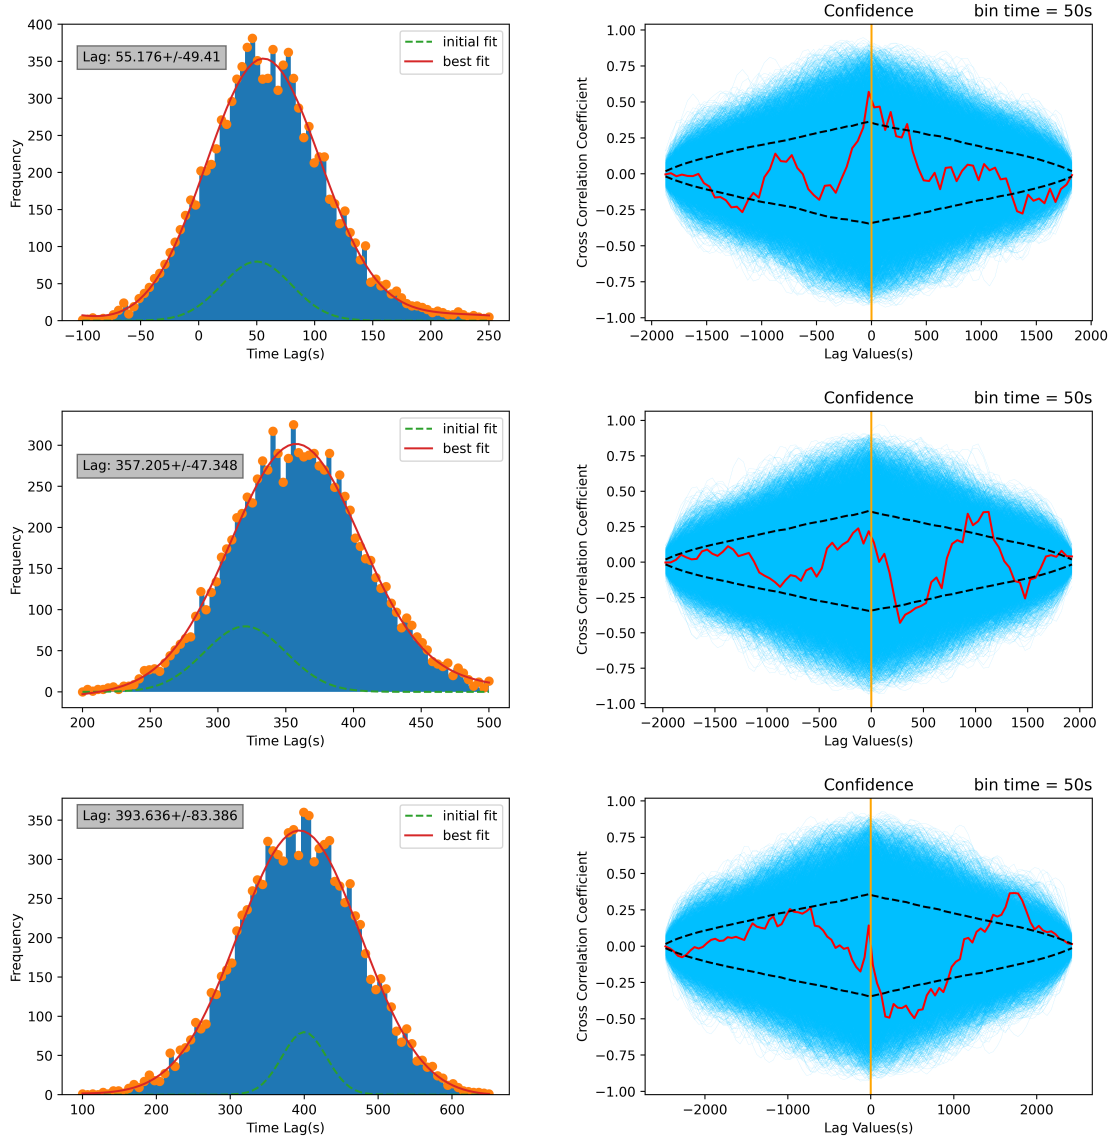 Confidence bin time = 50s
400
350
300
250
200
150
100
50
0
Frequency
Lag: 55.176+/-49.41
initial fit
best fit
−100 −50 0 50 100 150 200 250
Time Lag(s)
1.00
0.75
0.50
0.25
0.00
−0.25
−0.50
−0.75
−1.00
Cross Correlation Coefficient
−2000 −1500 −1000 −500 0 500 1000 1500 2000
Lag Values(s)
Confidence bin time = 50s
300
250
200
150
100
50
0
Frequency
Lag: 357.205+/-47.348
initial fit
best fit
200 250 300 350 400 450 500
Time Lag(s)
1.00
0.75
0.50
0.25
0.00
−0.25
−0.50
−0.75
−1.00
Cross Correlation Coefficient
−2000 −1500 −1000 −500 0 500 1000 1500 2000
Lag Values(s)
Confidence bin time = 50s
350
300
250
200
150
100
50
0
Frequency
Lag: 393.636+/-83.386
initial fit
best fit
100 200 300 400 500 600
Time Lag(s)
1.00
0.75
0.50
0.25
0.00
−0.25
−0.50
−0.75
−1.00
Cross Correlation Coefficient
−2000 −1000 0 1000 2000
Lag Values(s)